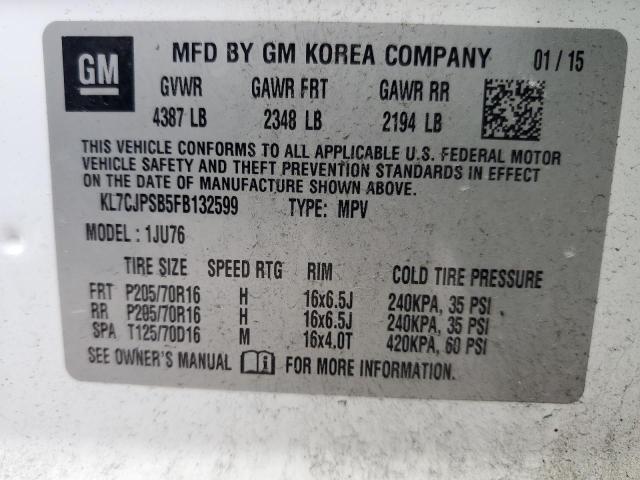 GM
MFD BY GM KOREA COMPANY 01 / 15
GVWR GAWR FRT GAWR RR
4387 LB 2348 LB 2194 LB
THIS VEHICLE CONFORMS TO ALL APPLICABLE U.S. FEDERAL MOTOR
VEHICLE SAFETY AND THEFT PREVENTION STANDARDS IN EFFECT
ON THE DATE OF MANUFACTURE SHOWN ABOVE.
KL7CJPSB5FB132599 TYPE: MPV
MODEL : 1JU76
TIRE SIZE SPEED RTG RIM COLD TIRE PRESSURE
FRT P205/70R16 H 16x6.5J 240KPA, 35 PSI
RR P205/70R16 H 16x6.5J 240KPA, 35 PSI
SPA T125/70D16 M 16x4.0T 420KPA, 60 PSI
SEE OWNER'S MANUAL FOR MORE INFORMATION.